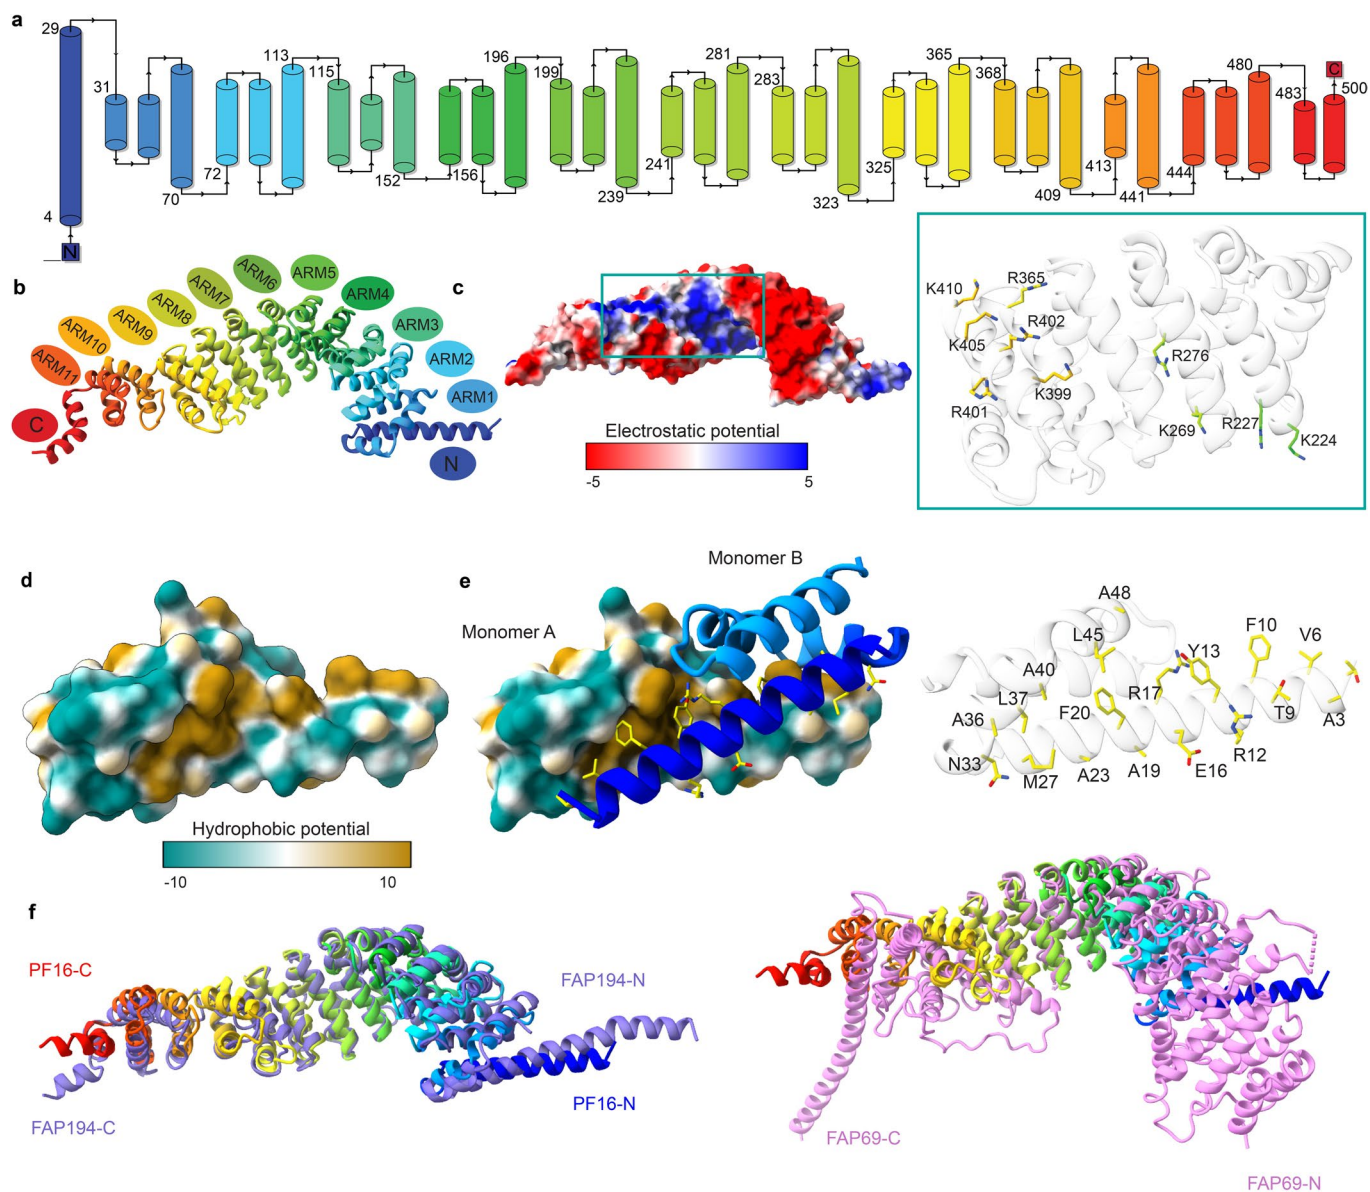 a
29
113
196
281
365
480
C
31
115
199
283
368
483
500
4
70
72
152
156
239
241
323
325
409
413
441
444
N
b
ARM11
ARM10
ARM9
ARM8
ARM7
ARM6
ARM5
ARM4
ARM3
ARM2
ARM1
C
N
c
Electrostatic potential
-5
5
K410
R365
R402
K405
R276
R401
K399
K269
R227
K224
d
Hydrophobic potential
-10
10
e
Monomer B
Monomer A
A48
L45
F10
V6
Y13
A40
L37
R17
A36
F20
T9
A3
N33
R12
M27
A23
A19
E16
f
PF16-C
FAP194-N
PF16-N
FAP194-C
FAP69-C
FAP69-N